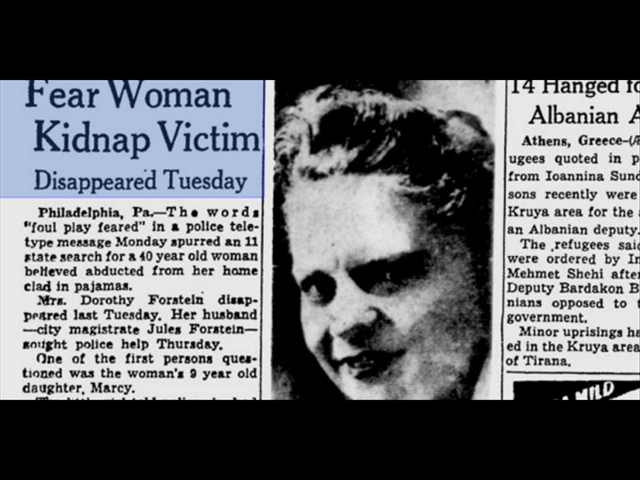 Fear Woman
Kidnap Victim
Disappeared Tuesday
Philadelphia, Pa.—The words
"foul play feared" in a police tele-
type message Monday spurred an 11
state search for a 40 year old woman
believed abducted from her home
clad in pajamas.
Mrs. Dorothy Forstein disap-
peared last Tuesday. Her husband
—city magistrate Jules Forstein—
sought police help Thursday.
One of the first persons ques-
tioned was the woman's 9 year old
daughter, Marcy.
14 Hanged fo
Albanian A
Athens, Greece—(A
ugees quoted in p
from Ioannina Sund
sons recently were
Kruya area for the
an Albanian deputy.
The refugees said
were ordered by In
Mehmet Shehi after
Deputy Bardakon B
nians opposed to t
government.
Minor uprisings ha
ed in the Kruya area
of Tirana.
MILD